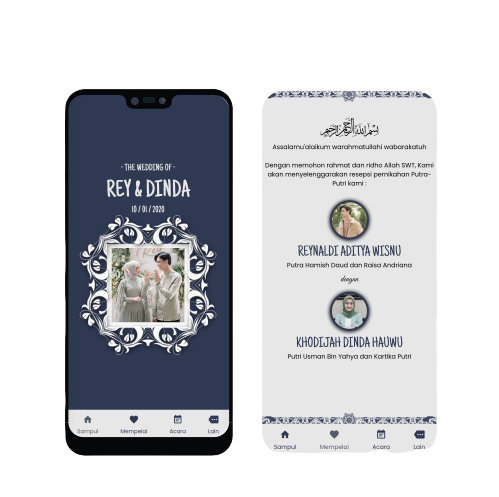 - THE WEDDING OF -
REY & DINDA
10 / 01 / 2020
Sampul
Mempelai
Acara
Lain
بسم الله الرحمن الرحيم
Assalamu'alaikum warahmatullahi wabarakatuh
Dengan memohon rahmat dan ridho Allah SWT, Kami
akan menyelenggarakan resepsi pernikahan Putra-
Putri kami :
REYNALDI ADITYA WISNU
Putra Hamish Daud dan Raisa Andriana
dengan
KHODIJAH DINDA HAUWU
Putri Usman Bin Yahya dan Kartika Putri
Sampul
Mempelai
Acara
Lain